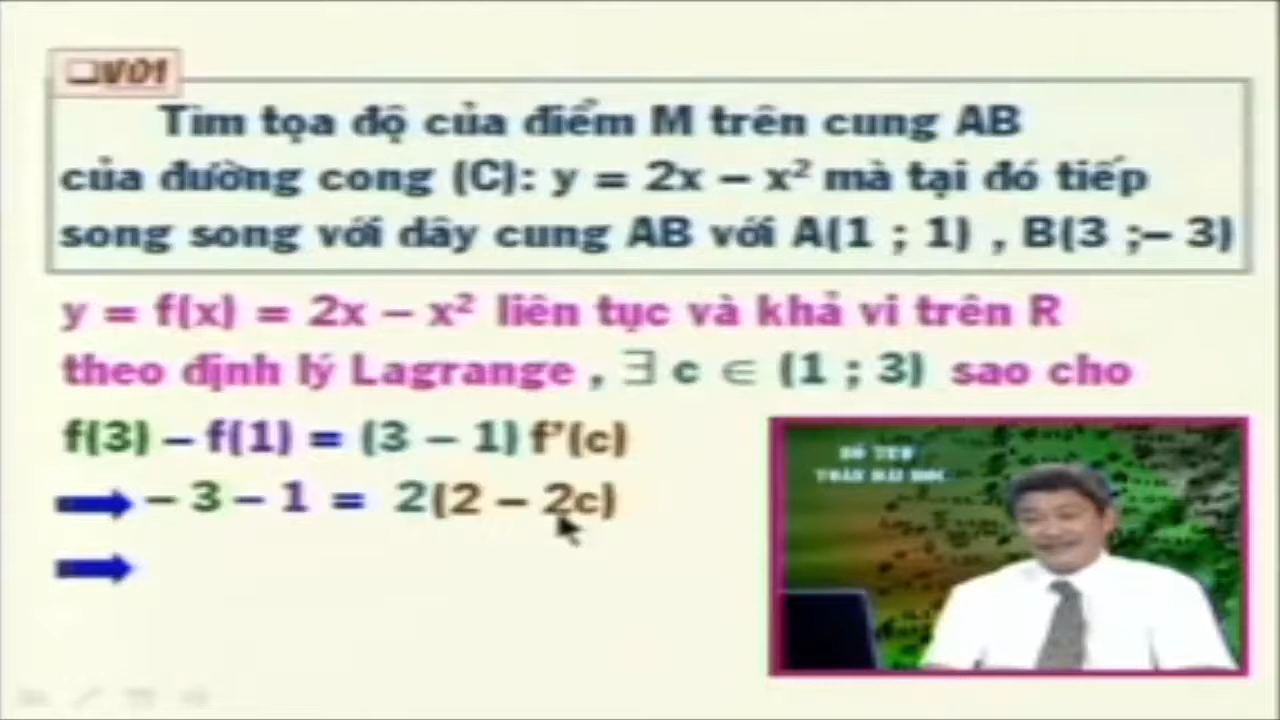 ❑VD1
Tìm tọa độ của điểm M trên cung AB
của đường cong (C): y = 2x – x² mà tại đó tiếp
song song với dây cung AB với A(1 ; 1) , B(3 ;– 3)
y = f(x) = 2x – x² liên tục và khả vi trên R
theo định lý Lagrange , ∃ c ∈ (1 ; 3) sao cho
f(3) – f(1) = (3 – 1) f’(c)
➡ – 3 – 1 = 2(2 – 2c)
➡